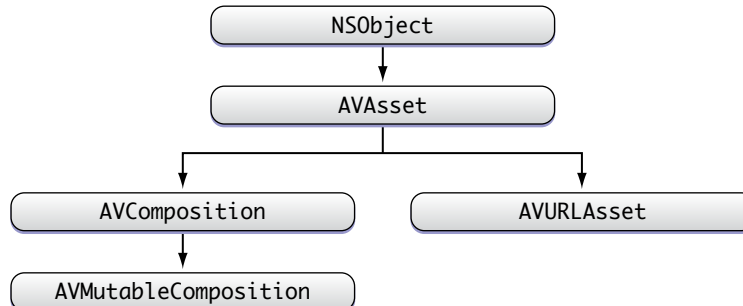 NSObject
AVAsset
AVComposition
AVURLAsset
AVMutableComposition